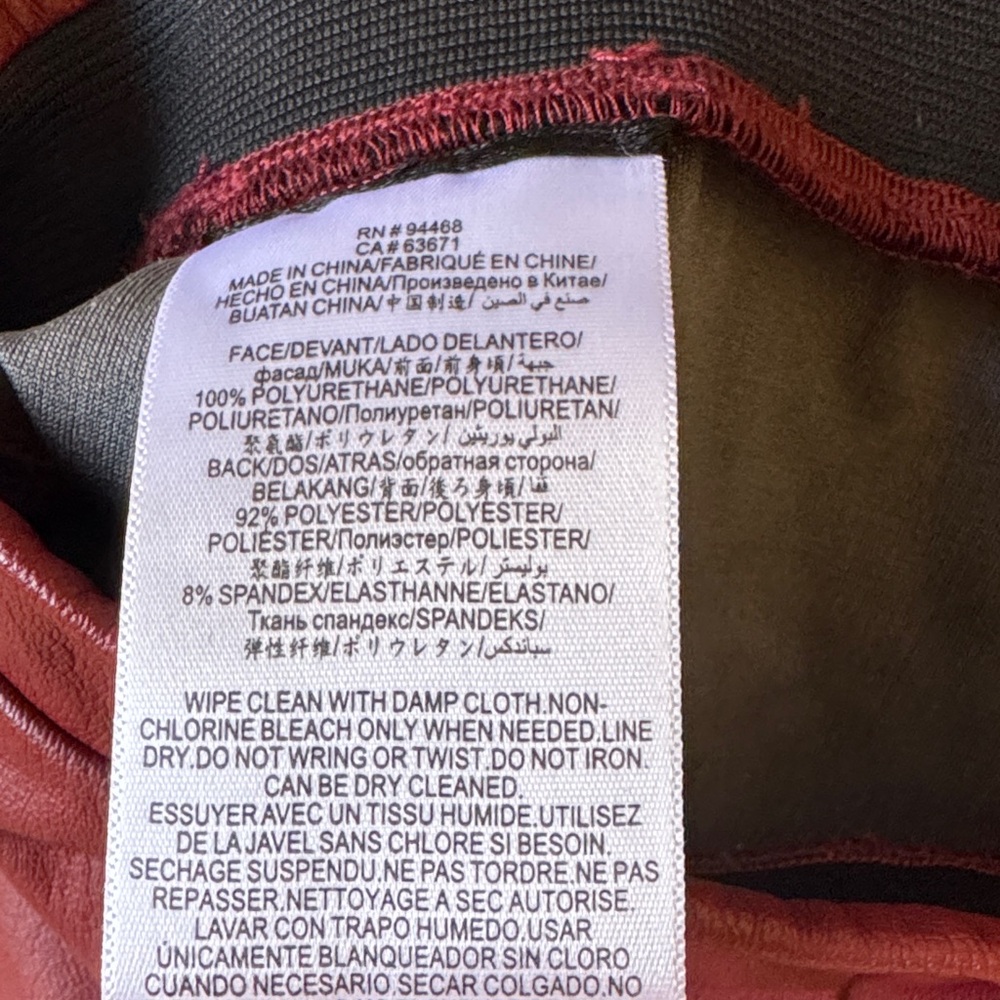 RN # 94468
CA # 63671
MADE IN CHINA/FABRIQUÉ EN CHINE/
HECHO EN CHINA/Произведено в Китае/
BUATAN CHINA/中国制造/ صنع في الصين
FACE/DEVANT/LADO DELANTERO/
фасад/MUKA/前面/前身頃/جبهة
100% POLYURETHANE/POLYURETHANE/
POLIURETANO/Полиуретан/POLIURETAN/
聚氨酯/ポリウレタン/ البولي يوريثين
BACK/DOS/ATRAS/обратная сторона/
BELAKANG/背面/後ろ身頃/
92% POLYESTER/POLYESTER/
POLIESTER/Полиэстер/POLIESTER/
聚酯纤维/ポリエステル/ بوليستر
8% SPANDEX/ELASTHANNE/ELASTANO/
Ткань спандекс/SPANDEKS/
弹性纤维/ポリウレタン/سباندكس
WIPE CLEAN WITH DAMP CLOTH.NON-
CHLORINE BLEACH ONLY WHEN NEEDED.LINE
DRY.DO NOT WRING OR TWIST.DO NOT IRON.
CAN BE DRY CLEANED.
ESSUYER AVEC UN TISSU HUMIDE.UTILISEZ
DE LA JAVEL SANS CHLORE SI BESOIN.
SECHAGE SUSPENDU.NE PAS TORDRE.NE PAS
REPASSER.NETTOYAGE A SEC AUTORISE.
LAVAR CON TRAPO HUMEDO.USAR
ÚNICAMENTE BLANQUEADOR SIN CLORO
CUANDO NECESARIO.SECAR COLGADO.NO